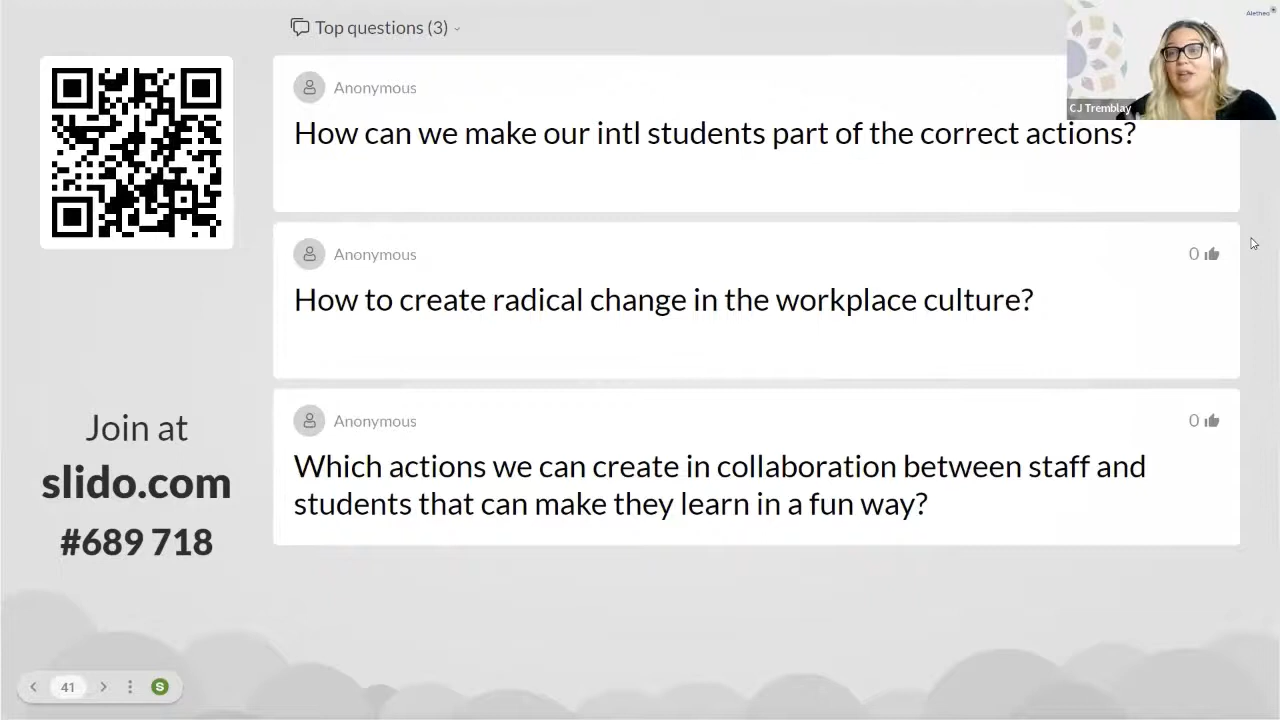 Top questions (3)
Alethea
Anonymous
CJ Tremblay
How can we make our intl students part of the correct actions?
Anonymous
0
How to create radical change in the workplace culture?
Anonymous
0
Which actions we can create in collaboration between staff and
students that can make they learn in a fun way?
Join at
slido.com
#689 718
41
S